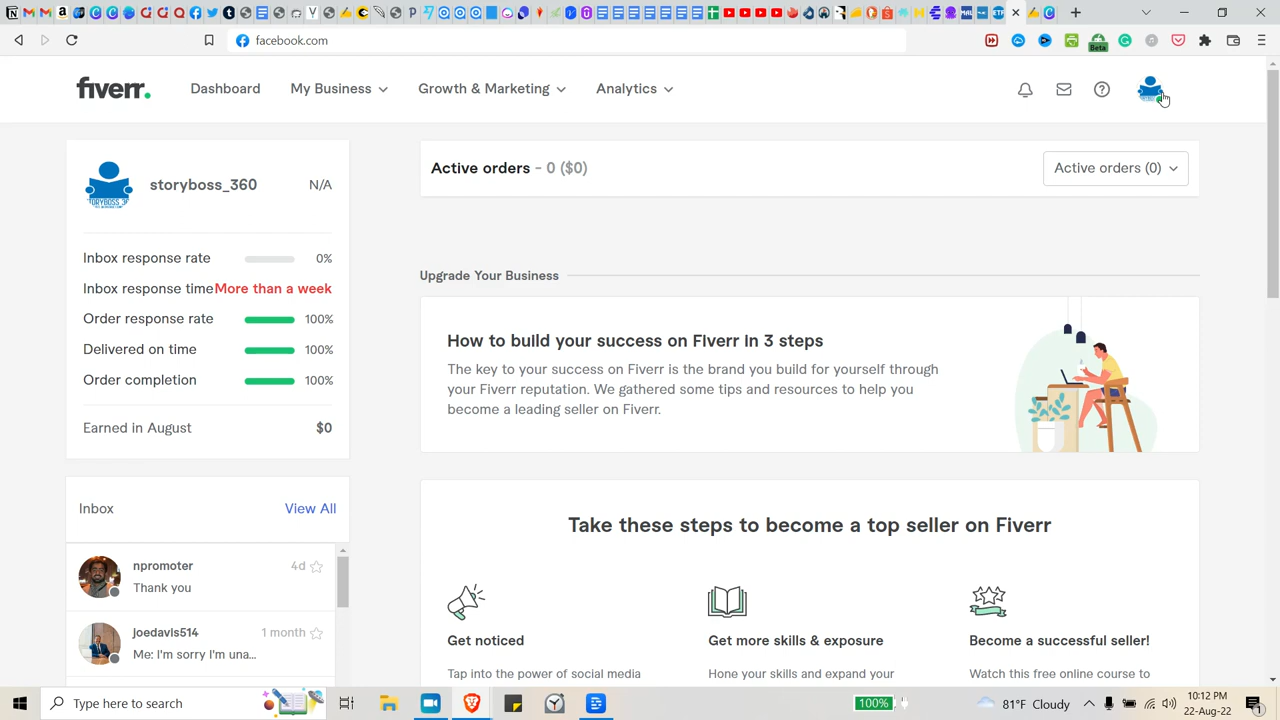 facebook.com
Beta
fiverr.
Dashboard
My Business
Growth & Marketing
Analytics
storyboss_360
N/A
Inbox response rate
0%
Inbox response time
More than a week
Order response rate
100%
Delivered on time
100%
Order completion
100%
Earned in August
$0
Active orders - 0 ($0)
Active orders (0)
Upgrade Your Business
How to build your success on Fiverr in 3 steps
The key to your success on Fiverr is the brand you build for yourself through
your Fiverr reputation. We gathered some tips and resources to help you
become a leading seller on Fiverr.
Inbox
View All
npromoter
4d
Thank you
joedavis514
1 month
Me: I'm sorry I'm una...
Take these steps to become a top seller on Fiverr
Get noticed
Tap into the power of social media
Get more skills & exposure
Hone your skills and expand your
Become a successful seller!
Watch this free online course to
Type here to search
100%
81°F Cloudy
10:12 PM
22-Aug-22
1